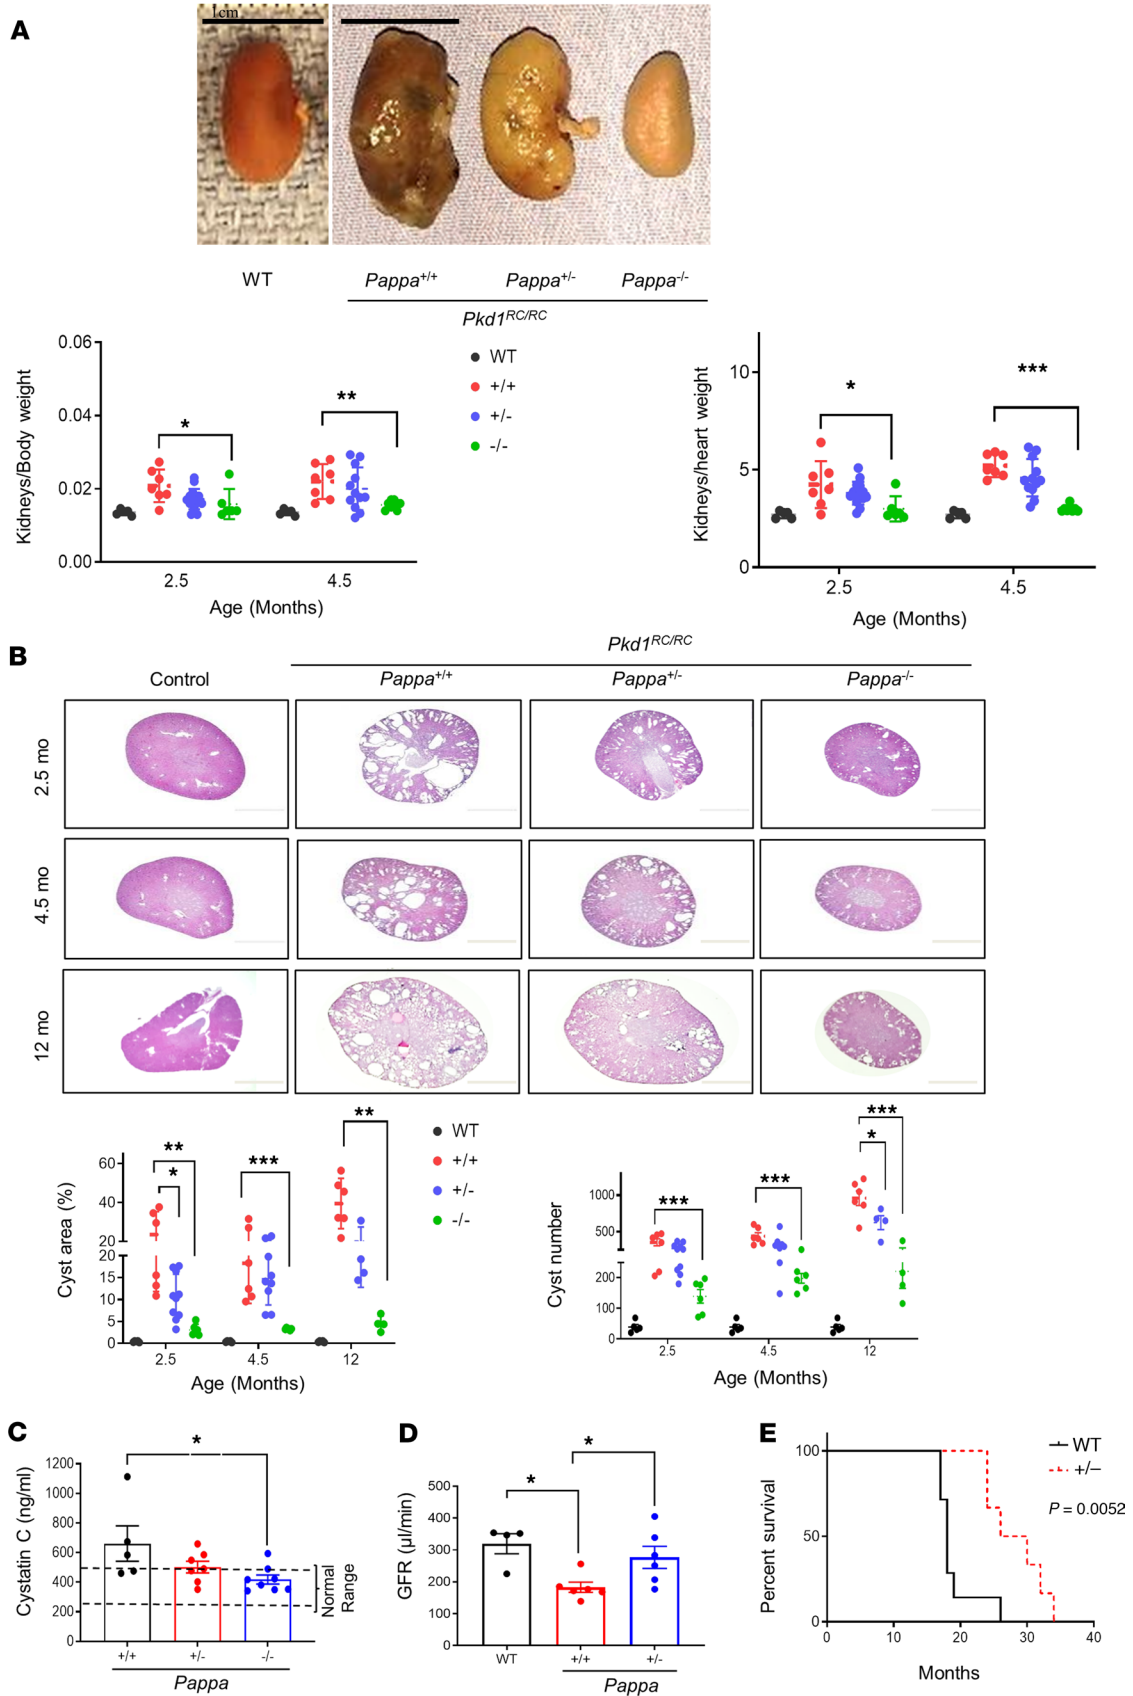 A
1cm
WT
Pappa+/+
Pappa+/-
Pappa-/-
Pkd1RC/RC
0.06
0.04
0.02
0.00
Kidneys/Body weight
*
**
2.5
4.5
Age (Months)
WT
+/+
+/-
-/-
10
5
0
Kidneys/heart weight
*
***
2.5
4.5
Age (Months)
B
Pkd1RC/RC
Control
Pappa+/+
Pappa+/-
Pappa-/-
2.5 mo
4.5 mo
12 mo
60
40
20
20
15
10
5
0
Cyst area (%)
**
*
***
**
2.5
4.5
12
Age (Months)
WT
+/+
+/-
-/-
1000
500
200
100
0
Cyst number
***
***
***
*
2.5
4.5
12
Age (Months)
C
1200
1000
800
600
400
200
0
Cystatin C (ng/ml)
*
Normal
Range
+/+
+/-
-/-
Pappa
D
500
400
300
200
100
0
GFR (µl/min)
*
*
WT
+/+
+/-
Pappa
E
100
50
0
Percent survival
WT
+/–
P = 0.0052
0
10
20
30
40
Months